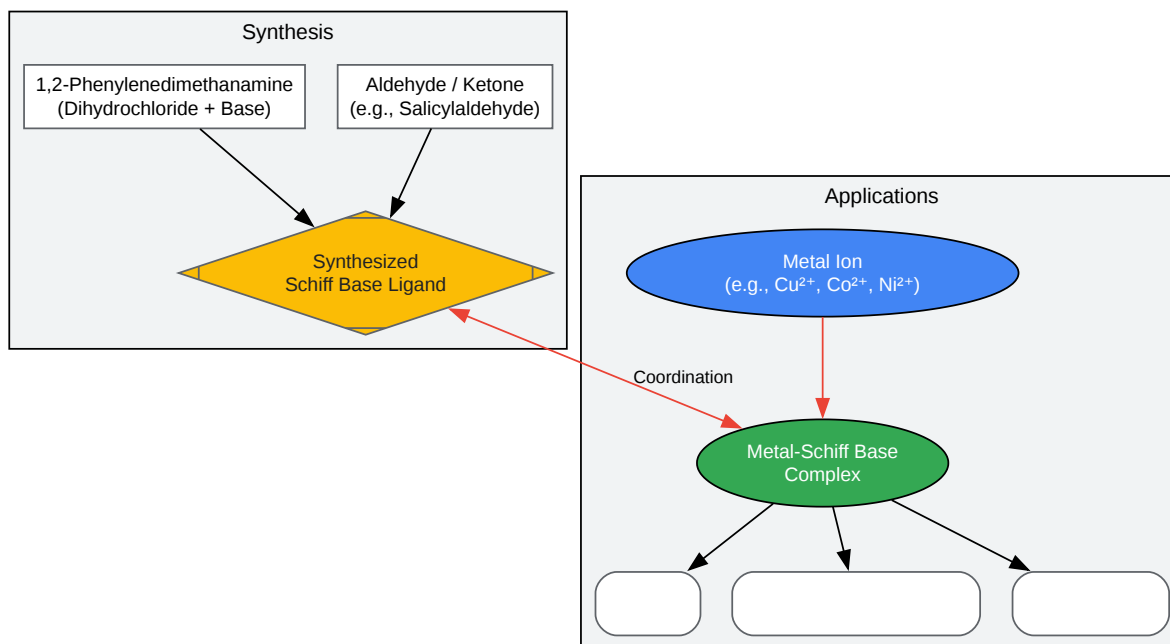 Synthesis
1,2-Phenylenedimethanamine
(Dihydrochloride + Base)
Aldehyde / Ketone
(e.g., Salicylaldehyde)
Synthesized
Schiff Base Ligand
Applications
Metal Ion
(e.g., Cu²⁺, Co²⁺, Ni²⁺)
Coordination
Metal-Schiff Base
Complex